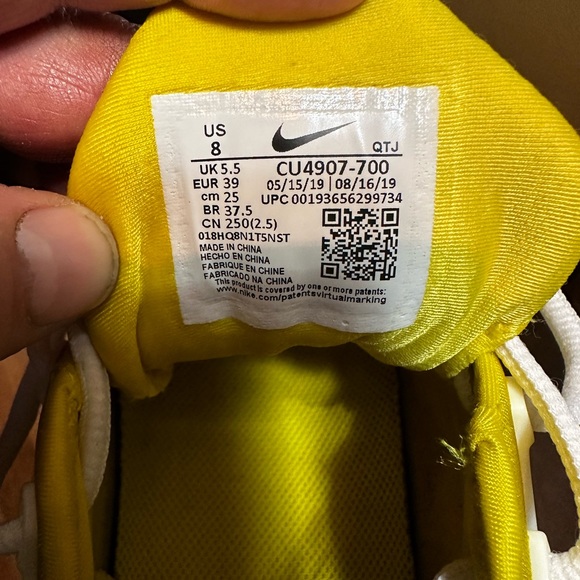 US
8
QTJ
UK 5.5
CU4907-700
EUR 39
05/15/19 | 08/16/19
cm 25
UPC 00193656299734
BR 37.5
CN 250(2.5)
018HQ8N1T5NST
MADE IN CHINA
HECHO EN CHINA
FABRIQUE EN CHINE
FABRICADO NA CHINA
This product is covered by one or more patents:
www.nike.com/patentsvirtualmarking